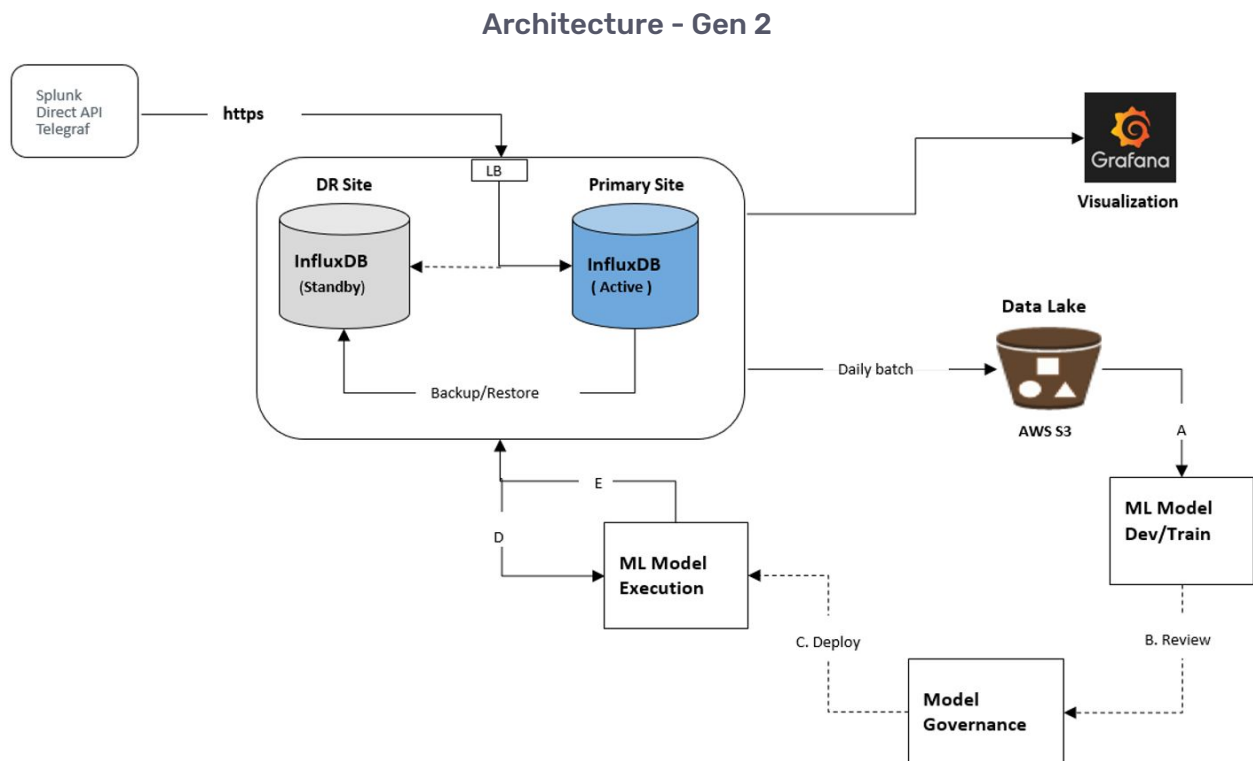 Architecture - Gen 2
Splunk
Direct API
Telegraf
https
LB
DR Site
Primary Site
InfluxDB
(Standby)
InfluxDB
( Active )
Backup/Restore
Grafana
Visualization
Data Lake
Daily batch
AWS S3
A
ML Model
Dev/Train
E
D
ML Model
Execution
C. Deploy
B. Review
Model
Governance